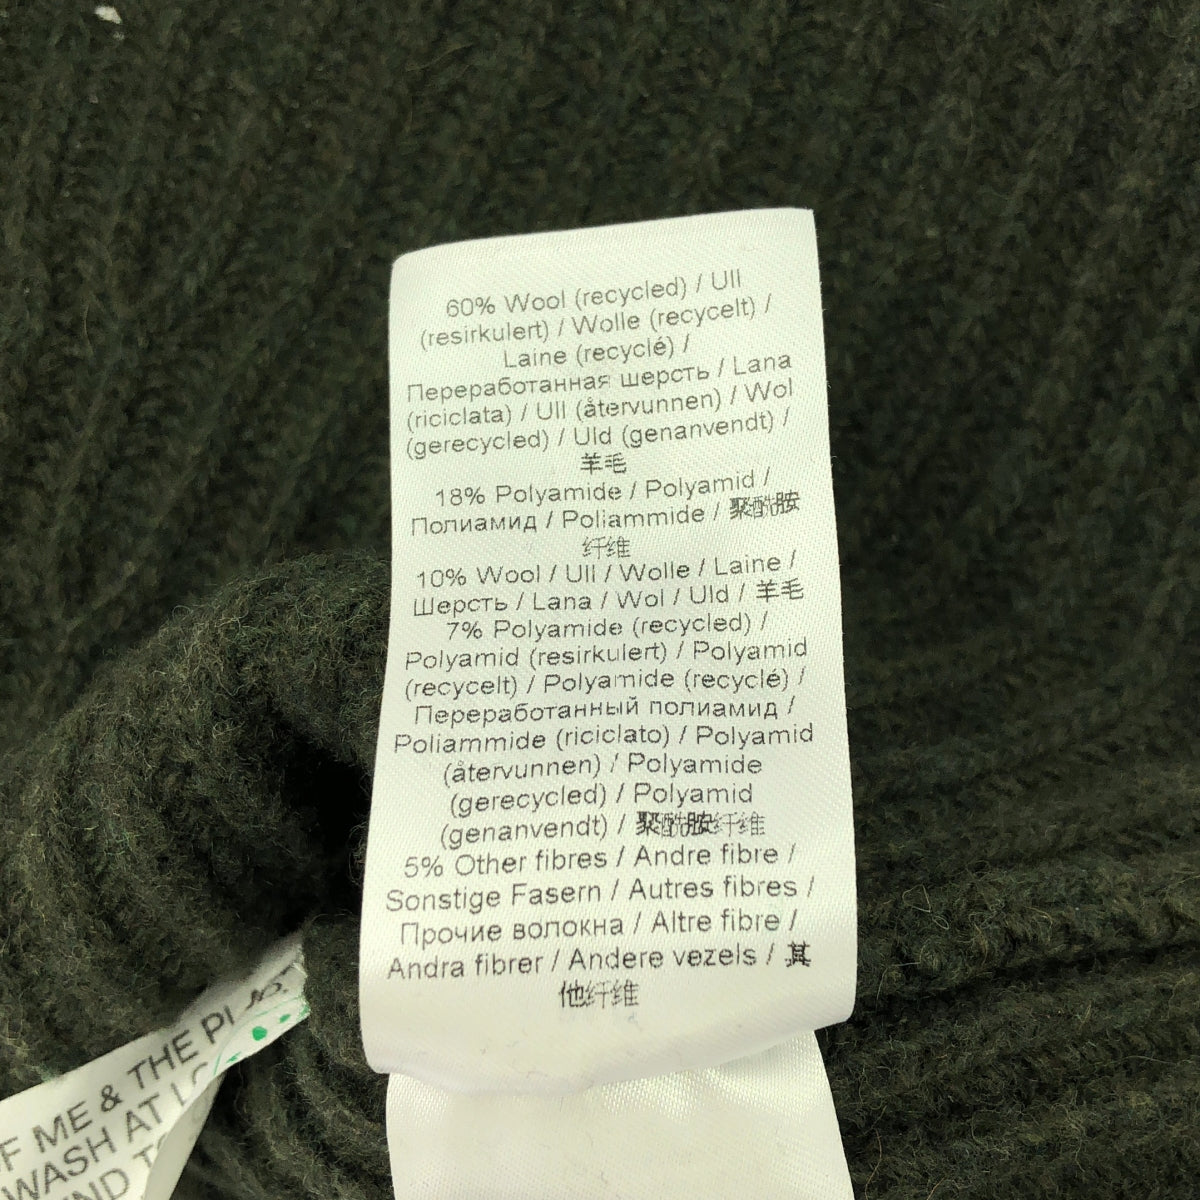 60% Wool (recycled) / Ull
(resirkulert) / Wolle (recycelt) /
Laine (recyclé) /
Переработанная шерсть / Lana
(riciclata) / Ull (återvunnen) / Wol
(gerecycled) / Uld (genanvendt) /
羊毛
18% Polyamide / Polyamid /
Полиамид / Poliammide / 聚酰胺
纤维
10% Wool / Ull / Wolle / Laine /
Шерсть / Lana / Wol / Uld / 羊毛
7% Polyamide (recycled) /
Polyamid (resirkulert) / Polyamid
(recycelt) / Polyamide (recyclé) /
Переработанный полиамид /
Poliammide (riciclato) / Polyamid
(återvunnen) / Polyamide
(gerecycled) / Polyamid
(genanvendt) / 聚酰胺纤维
5% Other fibres / Andre fibre /
Sonstige Fasern / Autres fibres /
Прочие волокна / Altre fibre /
Andra fibrer / Andere vezels / 其
他纤维
ME & THE
WASH AT